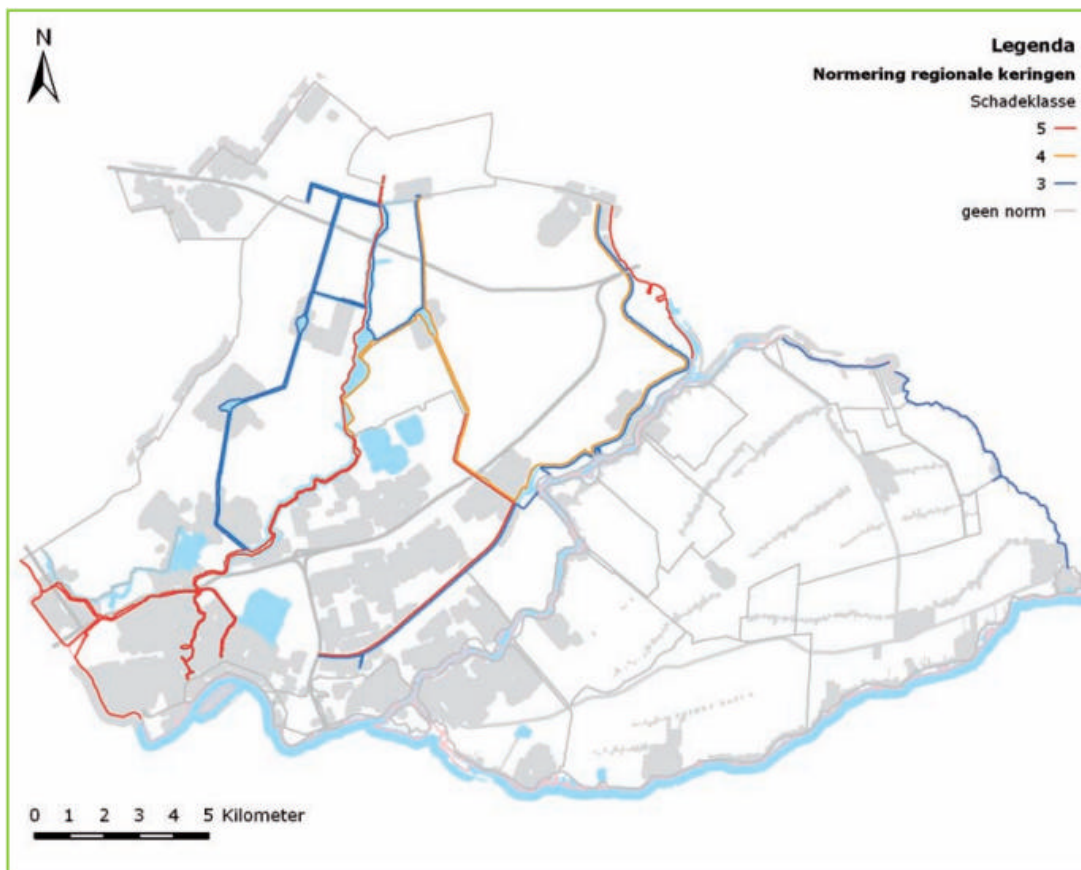 N
Legenda
Normering regionale keringen
Schadeklasse
5
4
3
geen norm
0 1 2 3 4 5 Kilometer